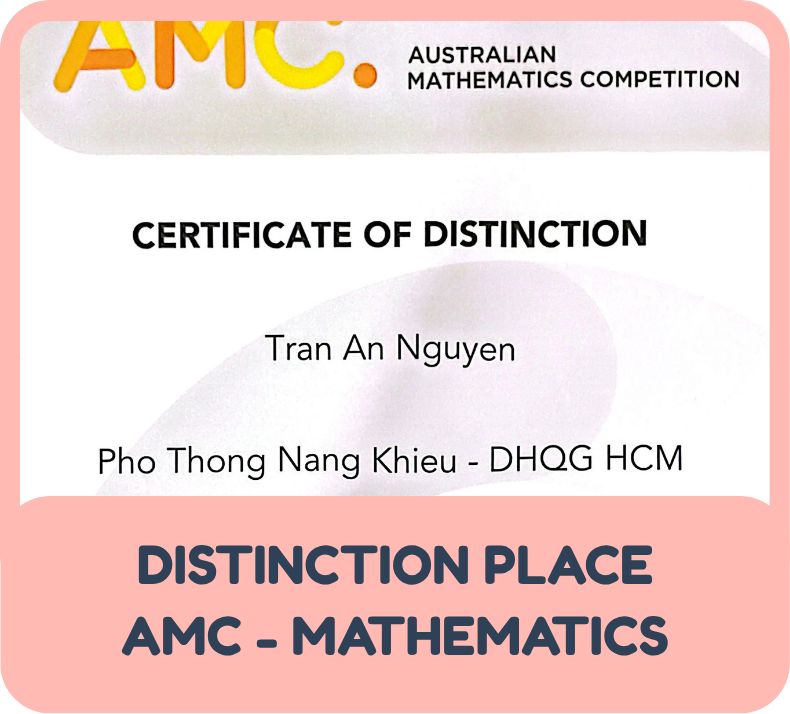 AMC.
AUSTRALIAN
MATHEMATICS COMPETITION
CERTIFICATE OF DISTINCTION
Tran An Nguyen
Pho Thong Nang Khieu - DHQG HCM
DISTINCTION PLACE
AMC - MATHEMATICS